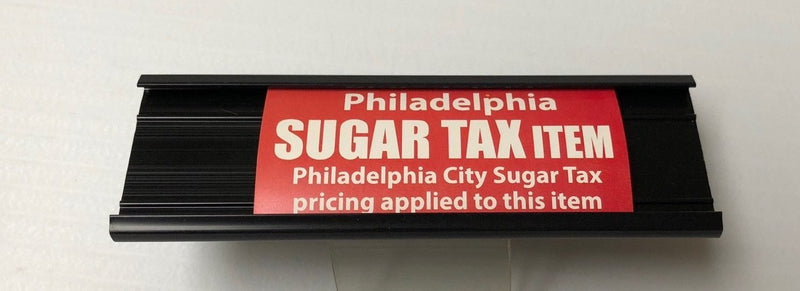 Philadelphia
SUGAR TAX ITEM
Philadelphia City Sugar Tax
pricing applied to this item